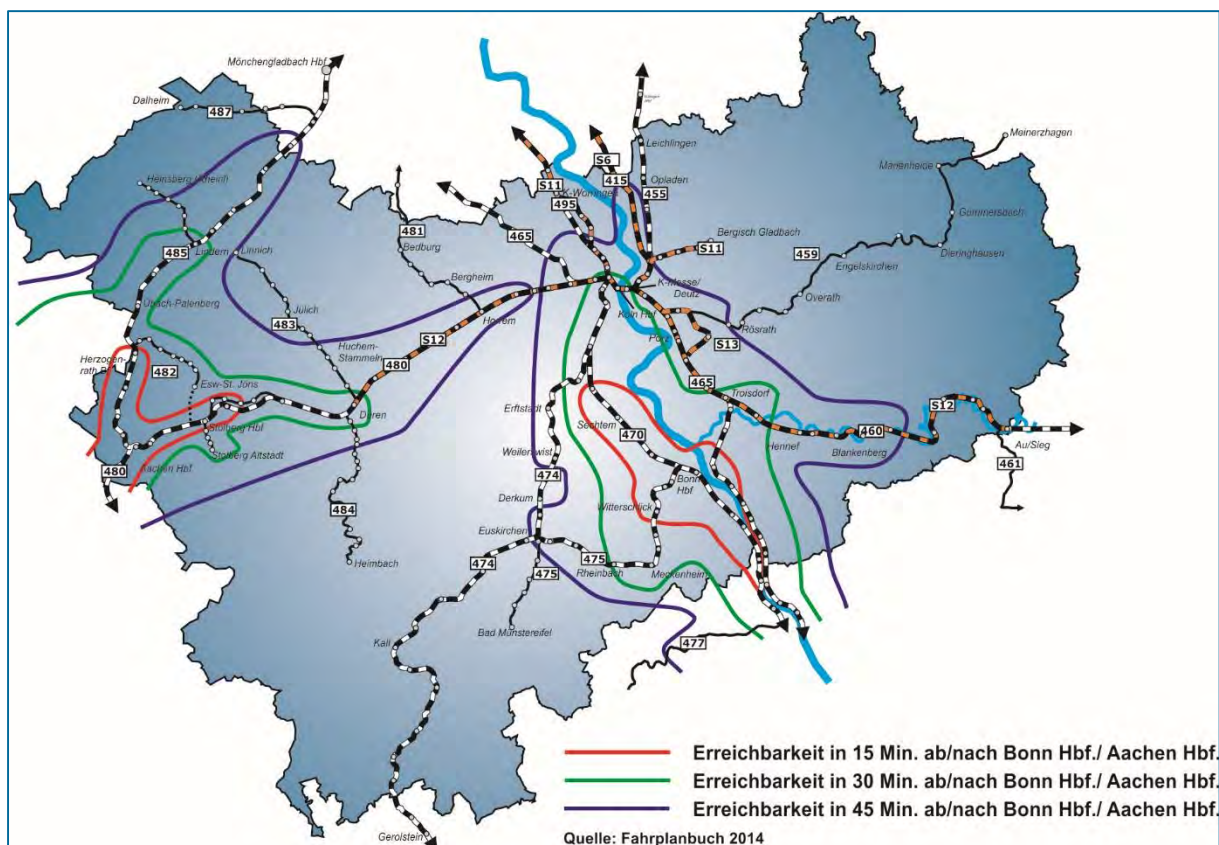 Mönchengladbach Hbf
Dalheim
487
Meinerzhagen
Leichlingen
Marienheide
S6
Heinsberg (Rheinl)
S11
415
Opladen
K-Worringen
455
495
Gummersbach
481
465
Bergisch Gladbach
S11
459
Dieringhausen
485
Lindern
Linnich
Bedburg
Engelskirchen
Bergheim
K-Messe/
Deutz
Übach-Palenberg
Overath
Jülich
Horrem
Köln Hbf
483
S12
Rösrath
Huchem-
Stammeln
Porz
S13
Herzogen-
rath
482
480
465
Esw-St. Jöris
Troisdorf
Erftstadt
Düren
S12
Stolberg Hbf
Sechtem
470
460
Hennef
Stolberg Altstadt
Weilerswist
Blankenberg
Au/Sieg
480
Aachen Hbf
474
Bonn
Hbf
461
Derkum
484
Witterschlick
Euskirchen
474
475
475
Heimbach
Rheinbach
Meckenheim
Bad Münstereifel
Kall
477
Erreichbarkeit in 15 Min. ab/nach Bonn Hbf./ Aachen Hbf.
Erreichbarkeit in 30 Min. ab/nach Bonn Hbf./ Aachen Hbf.
Erreichbarkeit in 45 Min. ab/nach Bonn Hbf./ Aachen Hbf.
Gerolstein
Quelle: Fahrplanbuch 2014